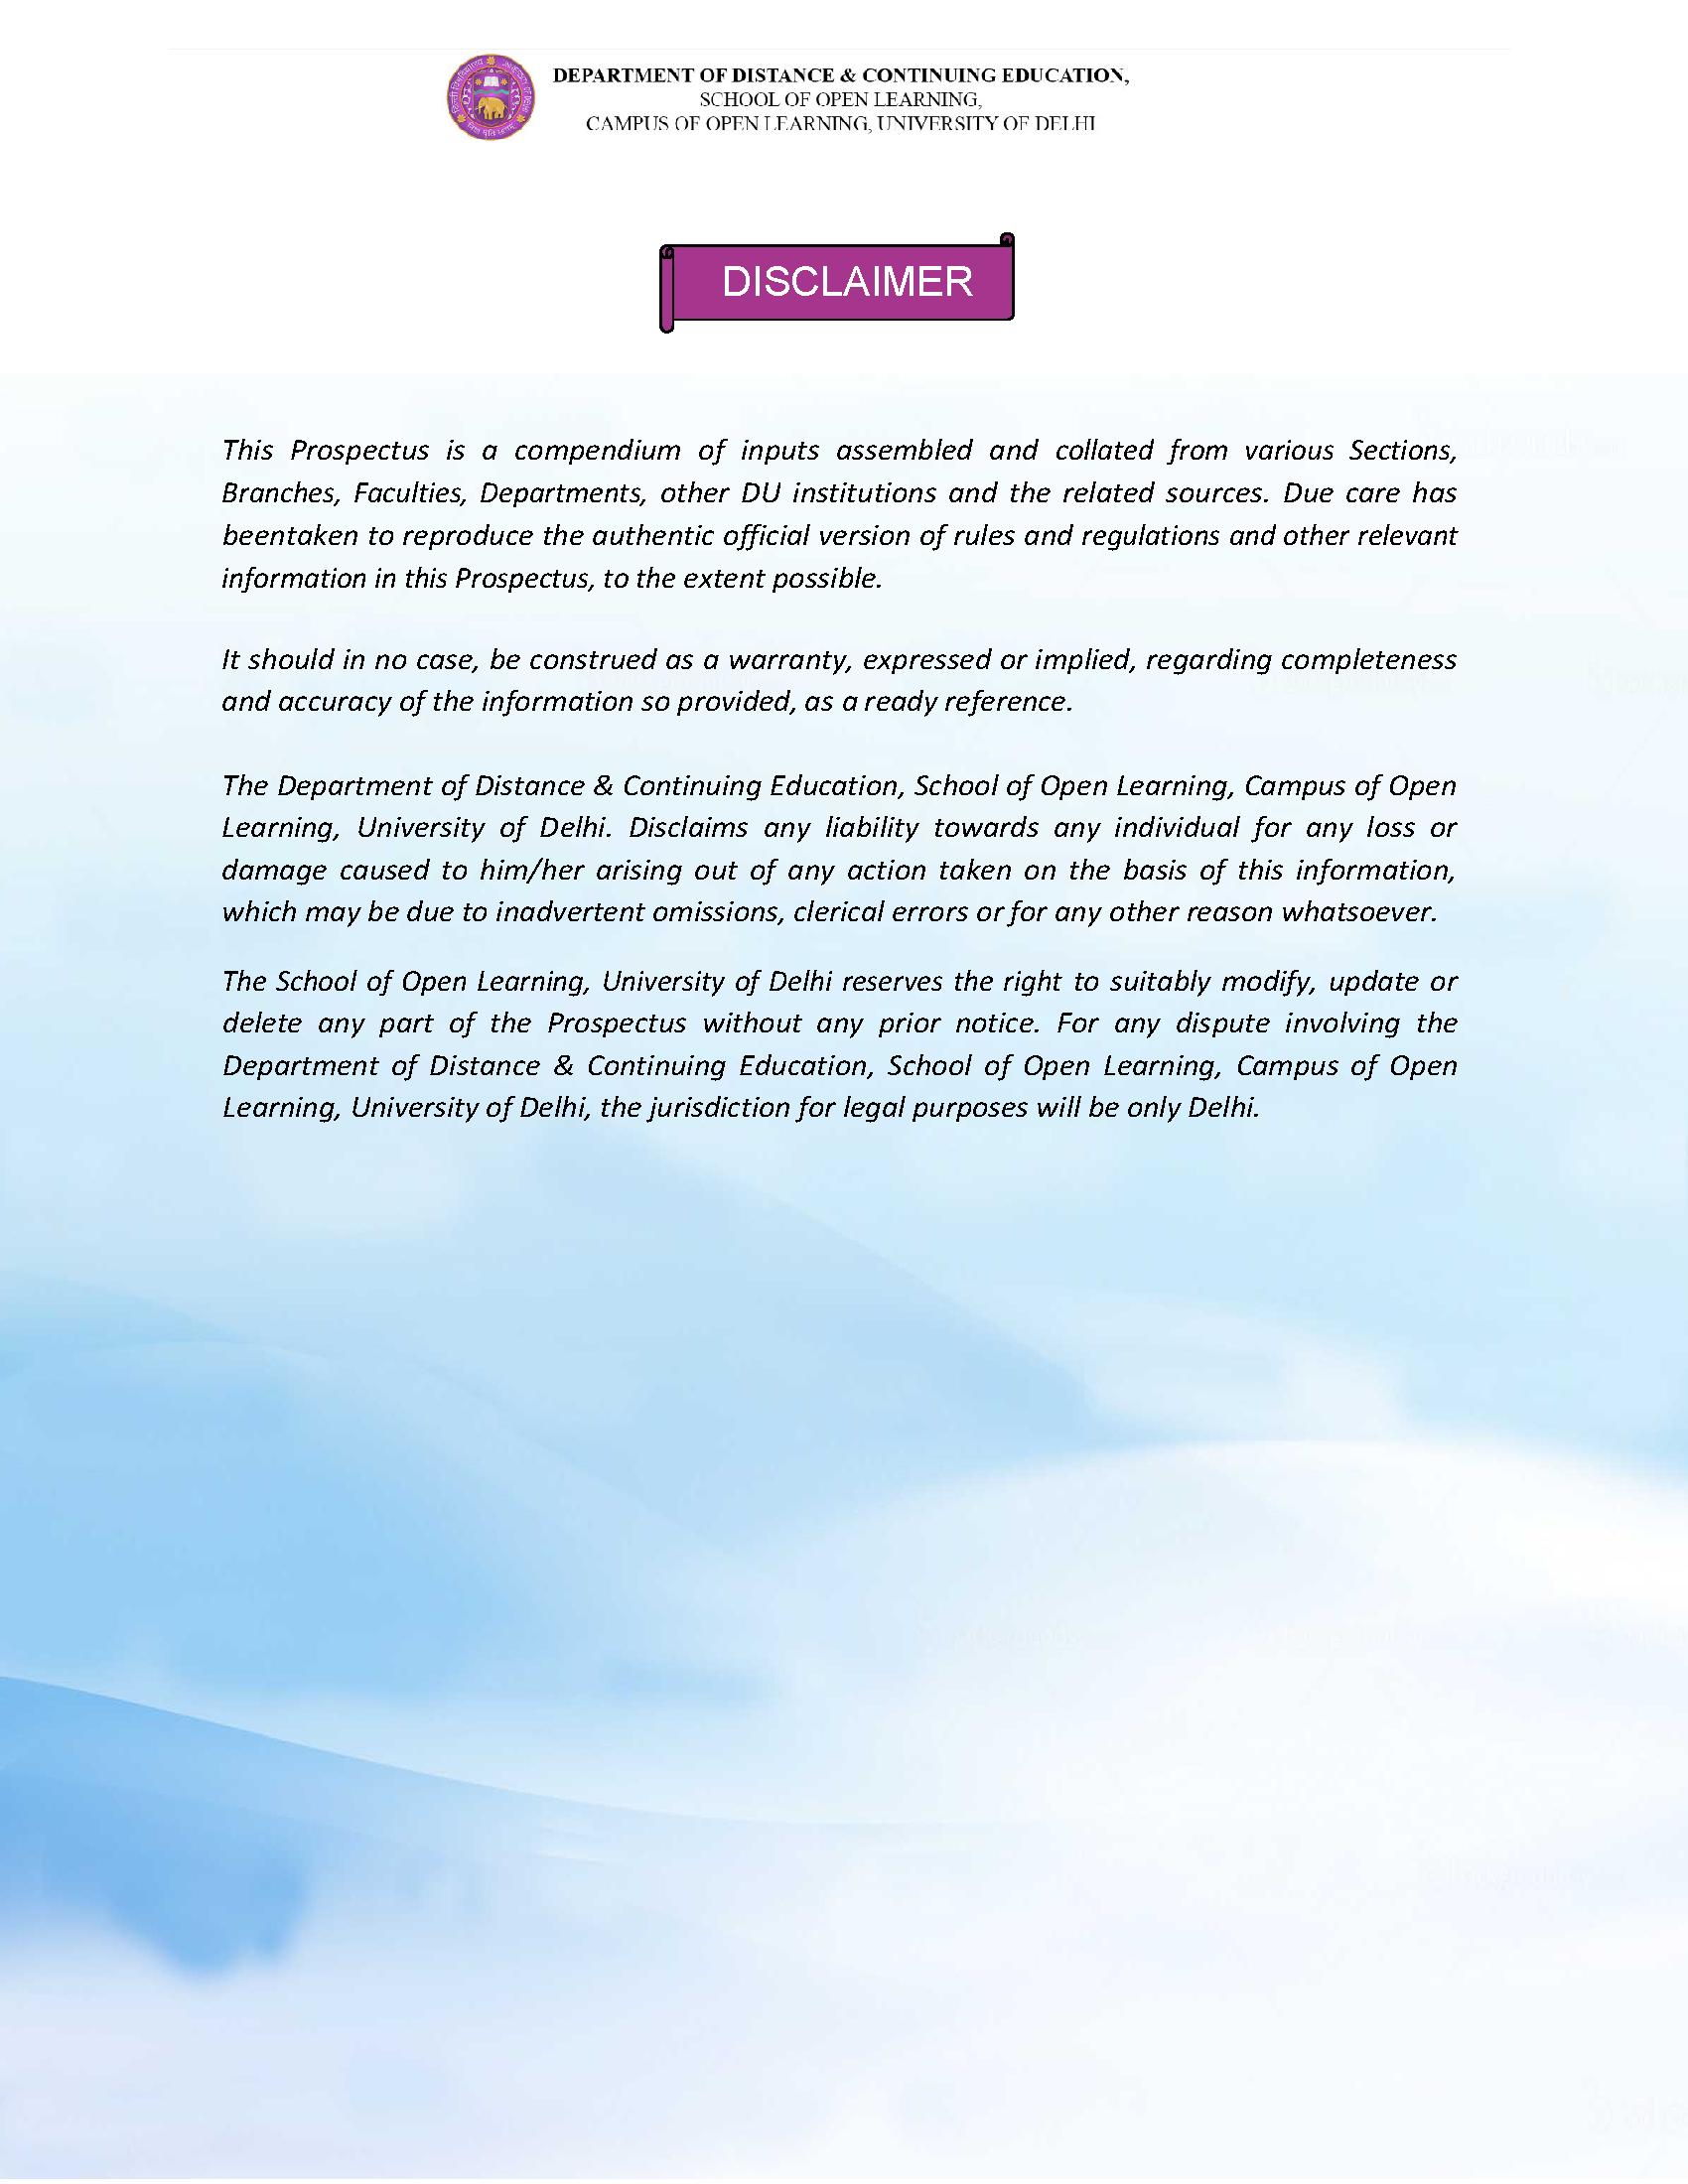 DEPARTMENT OF DISTANCE & CONTINUING EDUCATION,
SCHOOL OF OPEN LEARNING,
CAMPUS OF OPEN LEARNING, UNIVERSITY OF DELHI
DISCLAIMER
This Prospectus is a compendium of inputs assembled and collated from various Sections,
Branches, Faculties, Departments, other DU institutions and the related sources. Due care has
beentaken to reproduce the authentic official version of rules and regulations and other relevant
information in this Prospectus, to the extent possible.
It should in no case, be construed as a warranty, expressed or implied, regarding completeness
and accuracy of the information so provided, as a ready reference.
The Department of Distance & Continuing Education, School of Open Learning, Campus of Open
Learning, University of Delhi. Disclaims any liability towards any individual for any loss or
damage caused to him/her arising out of any action taken on the basis of this information,
which may be due to inadvertent omissions, clerical errors or for any other reason whatsoever.
The School of Open Learning, University of Delhi reserves the right to suitably modify, update or
delete any part of the Prospectus without any prior notice. For any dispute involving the
Department of Distance & Continuing Education, School of Open Learning, Campus of Open
Learning, University of Delhi, the jurisdiction for legal purposes will be only Delhi.